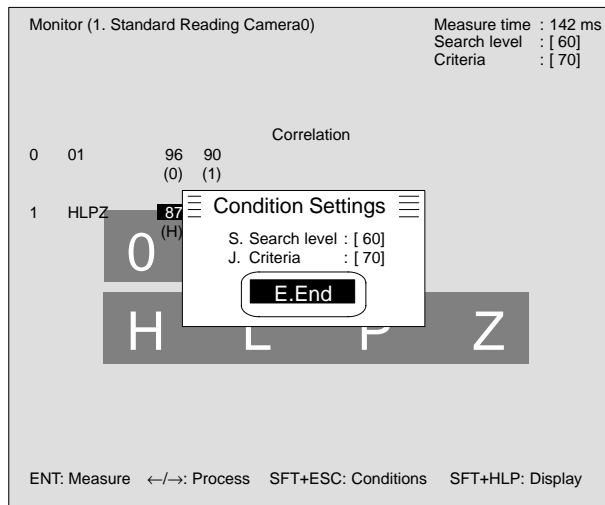 Monitor (1. Standard Reading Camera0)
Measure time : 142 ms
Search level : [ 60]
Criteria : [ 70]
Correlation
0 01 96 90
(0) (1)
1 HLPZ 87
(H)
Condition Settings
S. Search level : [ 60]
J. Criteria : [ 70]
E.End
0
H L P Z
ENT: Measure ←/→: Process SFT+ESC: Conditions SFT+HLP: Display